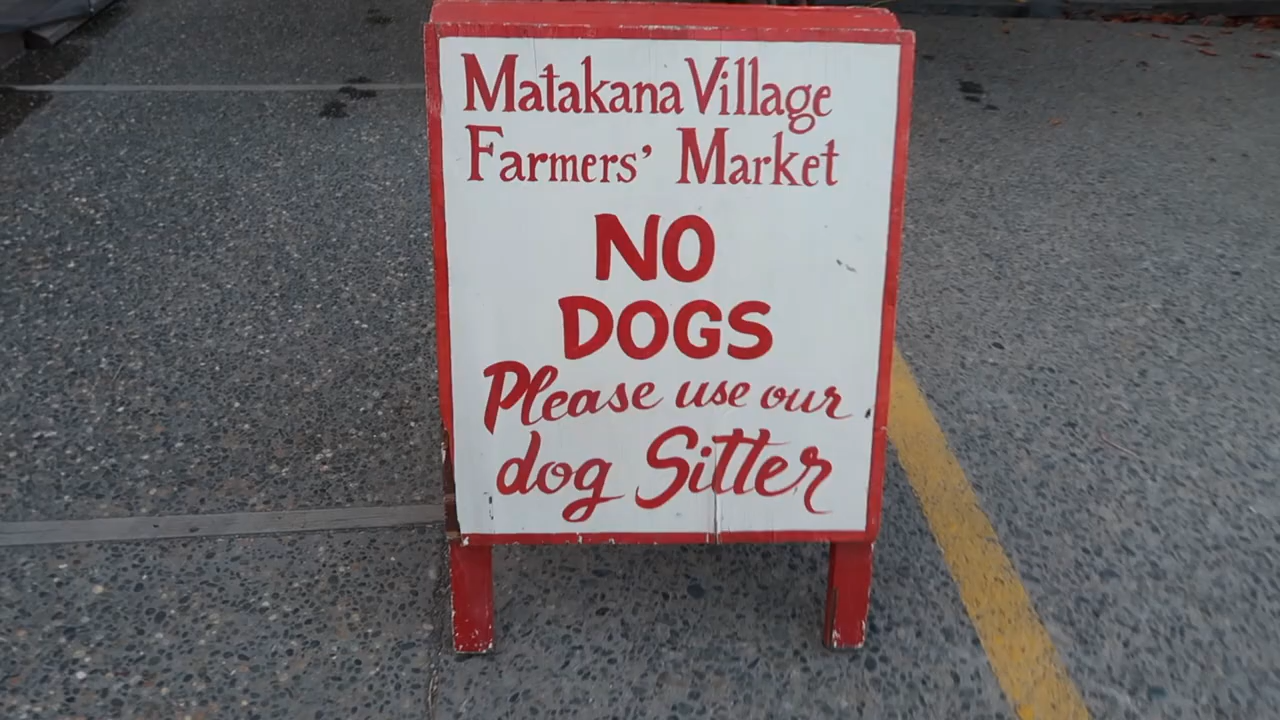 Matakana Village
Farmers' Market
NO
DOGS
Please use our
dog Sitter